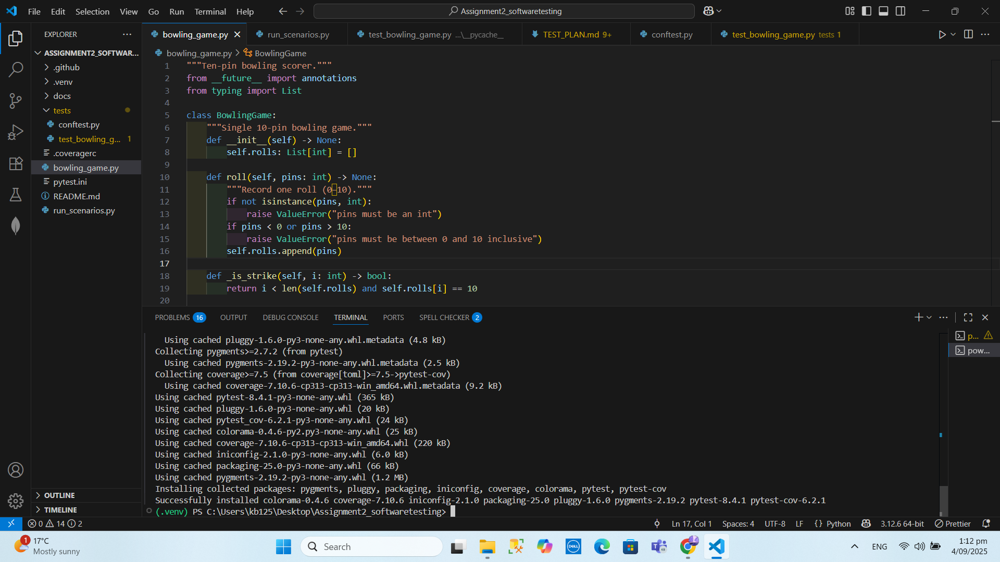 File Edit Selection View Go Run Terminal Help
Assignment2_softwaretesting
EXPLORER
ASSIGNMENT2_SOFTWAR...
.github
.venv
docs
tests
conftest.py
test_bowling_g... 1
.coveragerc
bowling_game.py
pytest.ini
README.md
run_scenarios.py
OUTLINE
TIMELINE
bowling_game.py
run_scenarios.py
test_bowling_game.py ...\__pycache__
TEST_PLAN.md 9+
conftest.py
test_bowling_game.py tests 1
bowling_game.py > BowlingGame
1 """Ten-pin bowling scorer."""
2 from __future__ import annotations
3 from typing import List
4
5 class BowlingGame:
6 """Single 10-pin bowling game."""
7 def __init__(self) -> None:
8 self.rolls: List[int] = []
9
10 def roll(self, pins: int) -> None:
11 """Record one roll (0–10)."""
12 if not isinstance(pins, int):
13 raise ValueError("pins must be an int")
14 if pins < 0 or pins > 10:
15 raise ValueError("pins must be between 0 and 10 inclusive")
16 self.rolls.append(pins)
17
18 def _is_strike(self, i: int) -> bool:
19 return i < len(self.rolls) and self.rolls[i] == 10
20
PROBLEMS 16 OUTPUT DEBUG CONSOLE TERMINAL PORTS SPELL CHECKER 2
Using cached pluggy-1.6.0-py3-none-any.whl.metadata (4.8 kB)
Collecting pygments>=2.7.2 (from pytest)
Using cached pygments-2.19.2-py3-none-any.whl.metadata (2.5 kB)
Collecting coverage>=7.5 (from coverage[toml]>=7.5->pytest-cov)
Using cached coverage-7.10.6-cp313-cp313-win_amd64.whl.metadata (9.2 kB)
Using cached pytest-8.4.1-py3-none-any.whl (365 kB)
Using cached pluggy-1.6.0-py3-none-any.whl (20 kB)
Using cached pytest_cov-6.2.1-py3-none-any.whl (24 kB)
Using cached colorama-0.4.6-py2.py3-none-any.whl (25 kB)
Using cached coverage-7.10.6-cp313-cp313-win_amd64.whl (220 kB)
Using cached iniconfig-2.1.0-py3-none-any.whl (6.0 kB)
Using cached packaging-25.0-py3-none-any.whl (66 kB)
Using cached pygments-2.19.2-py3-none-any.whl (1.2 MB)
Installing collected packages: pygments, pluggy, packaging, iniconfig, coverage, colorama, pytest, pytest-cov
Successfully installed colorama-0.4.6 coverage-7.10.6 iniconfig-2.1.0 packaging-25.0 pluggy-1.6.0 pygments-2.19.2 pytest-8.4.1 pytest-cov-6.2.1
(.venv) PS C:\Users\kb125\Desktop\Assignment2_softwaretesting>
p...
pow...
0 14 2
Ln 17, Col 1 Spaces: 4 UTF-8 LF {} Python 3.12.6 64-bit Prettier
1
17°C
Mostly sunny
Search
DELL
ENG
1:12 pm
4/09/2025